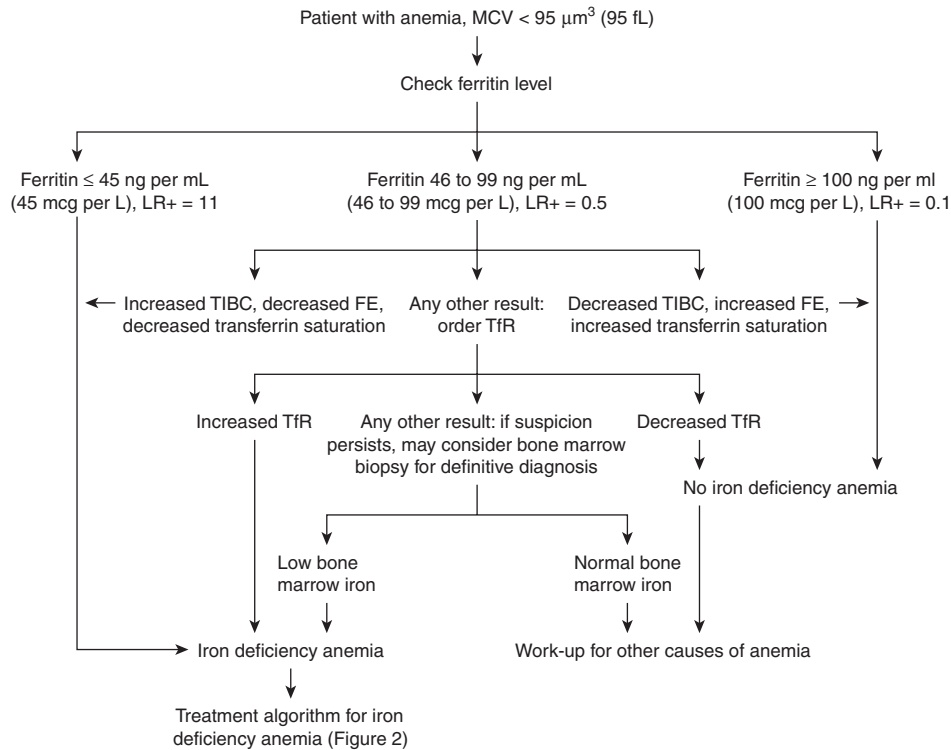 Patient with anemia, MCV < 95 μm³ (95 fL)
Check ferritin level
Ferritin ≤ 45 ng per mL
(45 mcg per L), LR+ = 11
Ferritin 46 to 99 ng per mL
(46 to 99 mcg per L), LR+ = 0.5
Ferritin ≥ 100 ng per ml
(100 mcg per L), LR+ = 0.1
Increased TIBC, decreased FE,
decreased transferrin saturation
Any other result:
order TfR
Decreased TIBC, increased FE,
increased transferrin saturation
Increased TfR
Any other result: if suspicion
persists, may consider bone marrow
biopsy for definitive diagnosis
Decreased TfR
No iron deficiency anemia
Low bone
marrow iron
Normal bone
marrow iron
Iron deficiency anemia
Work-up for other causes of anemia
Treatment algorithm for iron
deficiency anemia (Figure 2)